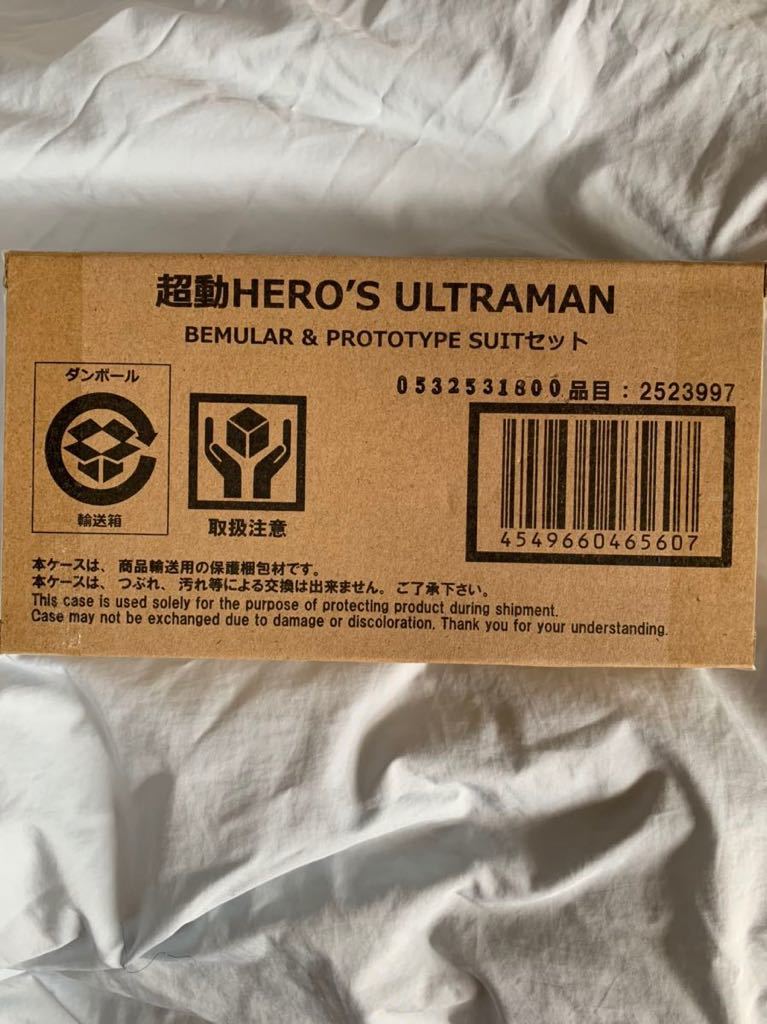 超動HERO'S ULTRAMAN
BEMULAR & PROTOTYPE SUITセット
ダンボール
輸送箱
取扱注意
0532531800 品目：2523997
4549660465607
本ケースは、商品輸送用の保護梱包材です。
本ケースは、つぶれ、汚れ等による交換は出来ません。ご了承下さい。
This case is used solely for the purpose of protecting product during shipment.
Case may not be exchanged due to damage or discoloration. Thank you for your understanding.